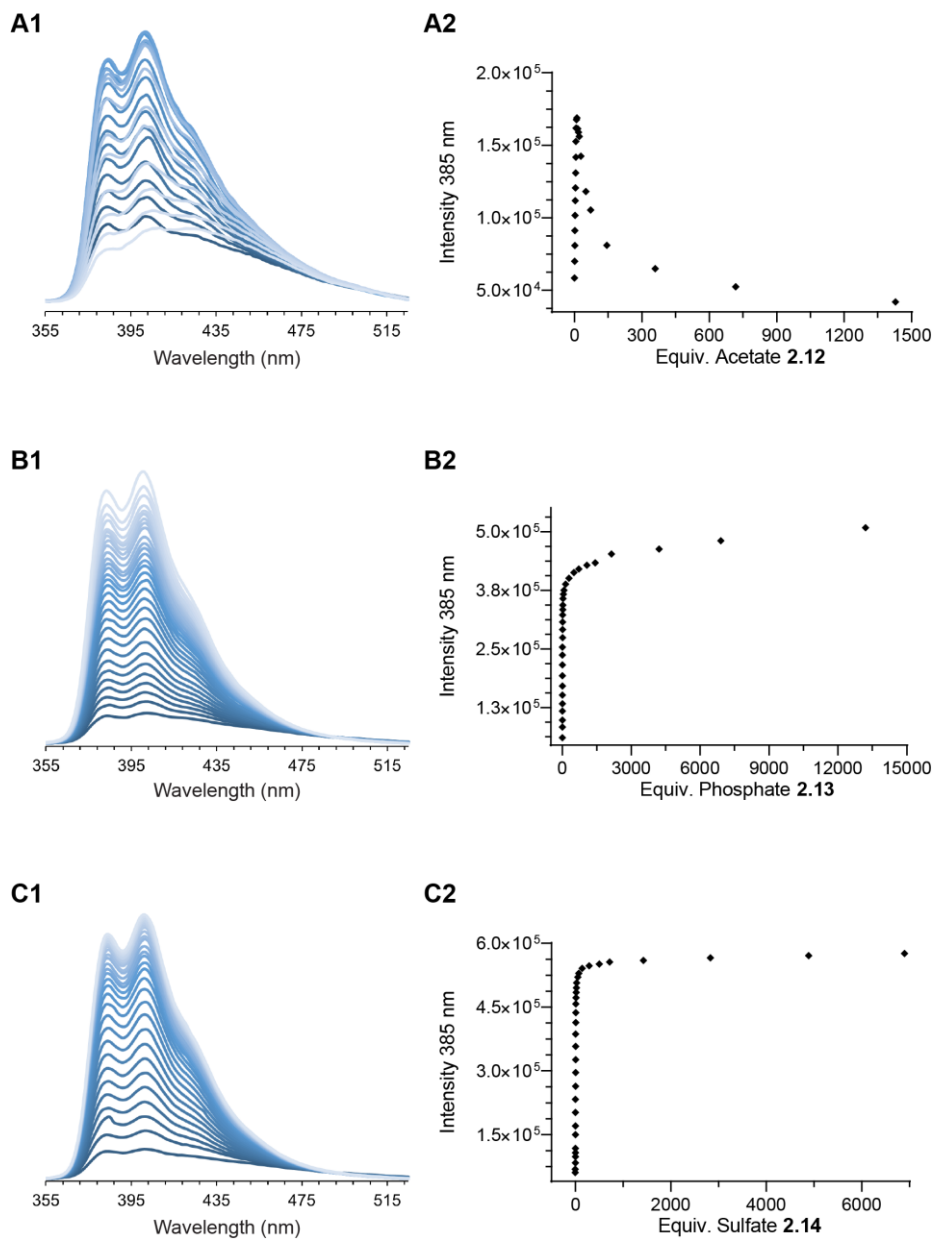 A1
355 395 435 475 515
Wavelength (nm)
A2
2.0×10⁵
1.5×10⁵
1.0×10⁵
5.0×10⁴
Intensity 385 nm
0 300 600 900 1200 1500
Equiv. Acetate 2.12
B1
355 395 435 475 515
Wavelength (nm)
B2
5.0×10⁵
3.8×10⁵
2.5×10⁵
1.3×10⁵
Intensity 385 nm
0 3000 6000 9000 12000 15000
Equiv. Phosphate 2.13
C1
355 395 435 475 515
Wavelength (nm)
C2
6.0×10⁵
4.5×10⁵
3.0×10⁵
1.5×10⁵
Intensity 385 nm
0 2000 4000 6000
Equiv. Sulfate 2.14